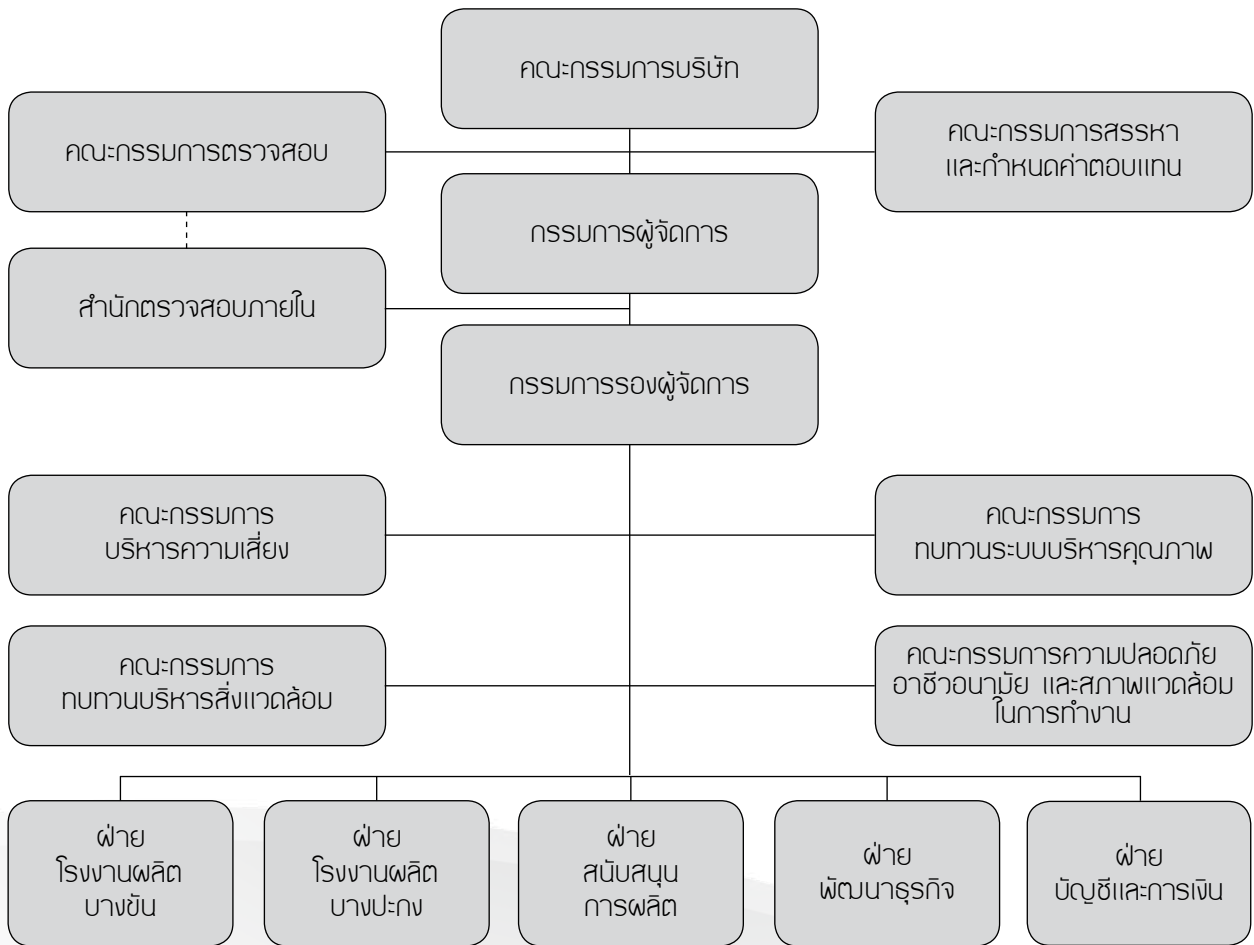 คณะกรรมการบริษัท
คณะกรรมการตรวจสอบ
คณะกรรมการสรรหา
และกำหนดค่าตอบแทน
กรรมการผู้จัดการ
สำนักตรวจสอบภายใน
กรรมการรองผู้จัดการ
คณะกรรมการ
บริหารความเสี่ยง
คณะกรรมการ
ทบทวนระบบบริหารคุณภาพ
คณะกรรมการ
ทบทวนบริหารสิ่งแวดล้อม
คณะกรรมการความปลอดภัย
อาชีวอนามัย และสภาพแวดล้อม
ในการทำงาน
ฝ่าย
โรงงานผลิต
บางชัน
ฝ่าย
โรงงานผลิต
บางปะกง
ฝ่าย
สนับสนุน
การผลิต
ฝ่าย
พัฒนาธุรกิจ
ฝ่าย
บัญชีและการเงิน